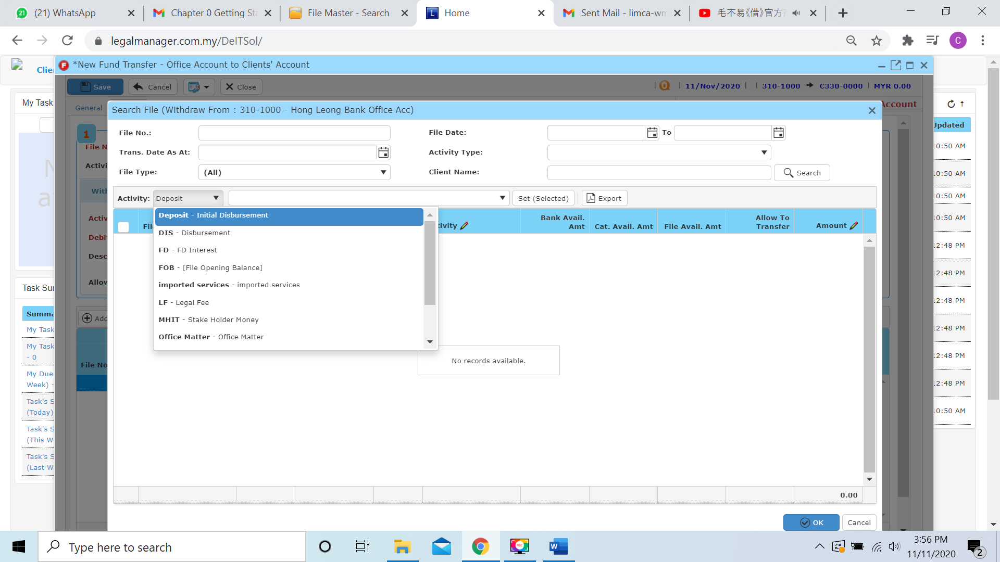 (21) WhatsApp
Chapter 0 Getting Sta
File Master - Search
Home
Sent Mail - limca-wm
毛不易《借》官方
legalmanager.com.my/DeITSol/
C
*New Fund Transfer - Office Account to Clients' Account
Save
Cancel
Close
11/Nov/2020
310-1000
C330-0000
MYR 0.00
General
Account
Search File (Withdraw From : 310-1000 - Hong Leong Bank Office Acc)
File No.:
File Date:
To
Trans. Date As At:
Activity Type:
File Type:
(All)
Client Name:
Search
Activity:
Deposit
Set (Selected)
Export
Bank Avail. Amt
Cat. Avail. Amt
File Avail. Amt
Allow To Transfer
Amount
Deposit - Initial Disbursement
DIS - Disbursement
FD - FD Interest
FOB - [File Opening Balance]
imported services - imported services
LF - Legal Fee
MHIT - Stake Holder Money
Office Matter - Office Matter
No records available.
0.00
OK
Cancel
Clie
My Task
1
File N
Activi
With
Activ
Debit
Desc
Allow
Add
File No
Task Su
Summa
My Task
My Task
- 0
My Due
Week) -
Task's S
(Today)
Task's S
(This W
Task's S
(Last W
Updated
10:50 AM
10:50 AM
10:50 AM
10:50 AM
12:48 PM
12:48 PM
12:48 PM
12:48 PM
12:48 PM
12:48 PM
10:50 AM
Type here to search
3:56 PM
11/11/2020
2